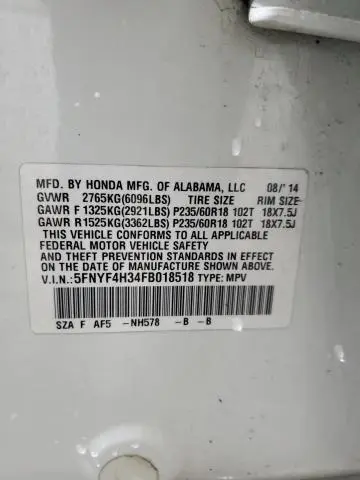 MFD. BY HONDA MFG. OF ALABAMA, LLC 08/'14
GVWR 2765KG(6096LBS) TIRE SIZE RIM SIZE
GAWR F 1325KG(2921LBS) P235/60R18 102T 18X7.5J
GAWR R 1525KG(3362LBS) P235/60R18 102T 18X7.5J
THIS VEHICLE CONFORMS TO ALL APPLICABLE
FEDERAL MOTOR VEHICLE SAFETY
AND THEFT PREVENTION STANDARDS IN
EFFECT ON THE DATE OF MANUFACTURE
SHOWN ABOVE.
V.I.N.: 5FNYF4H34FB018518 TYPE: MPV
SZA F AF5 -NH578 -B -B